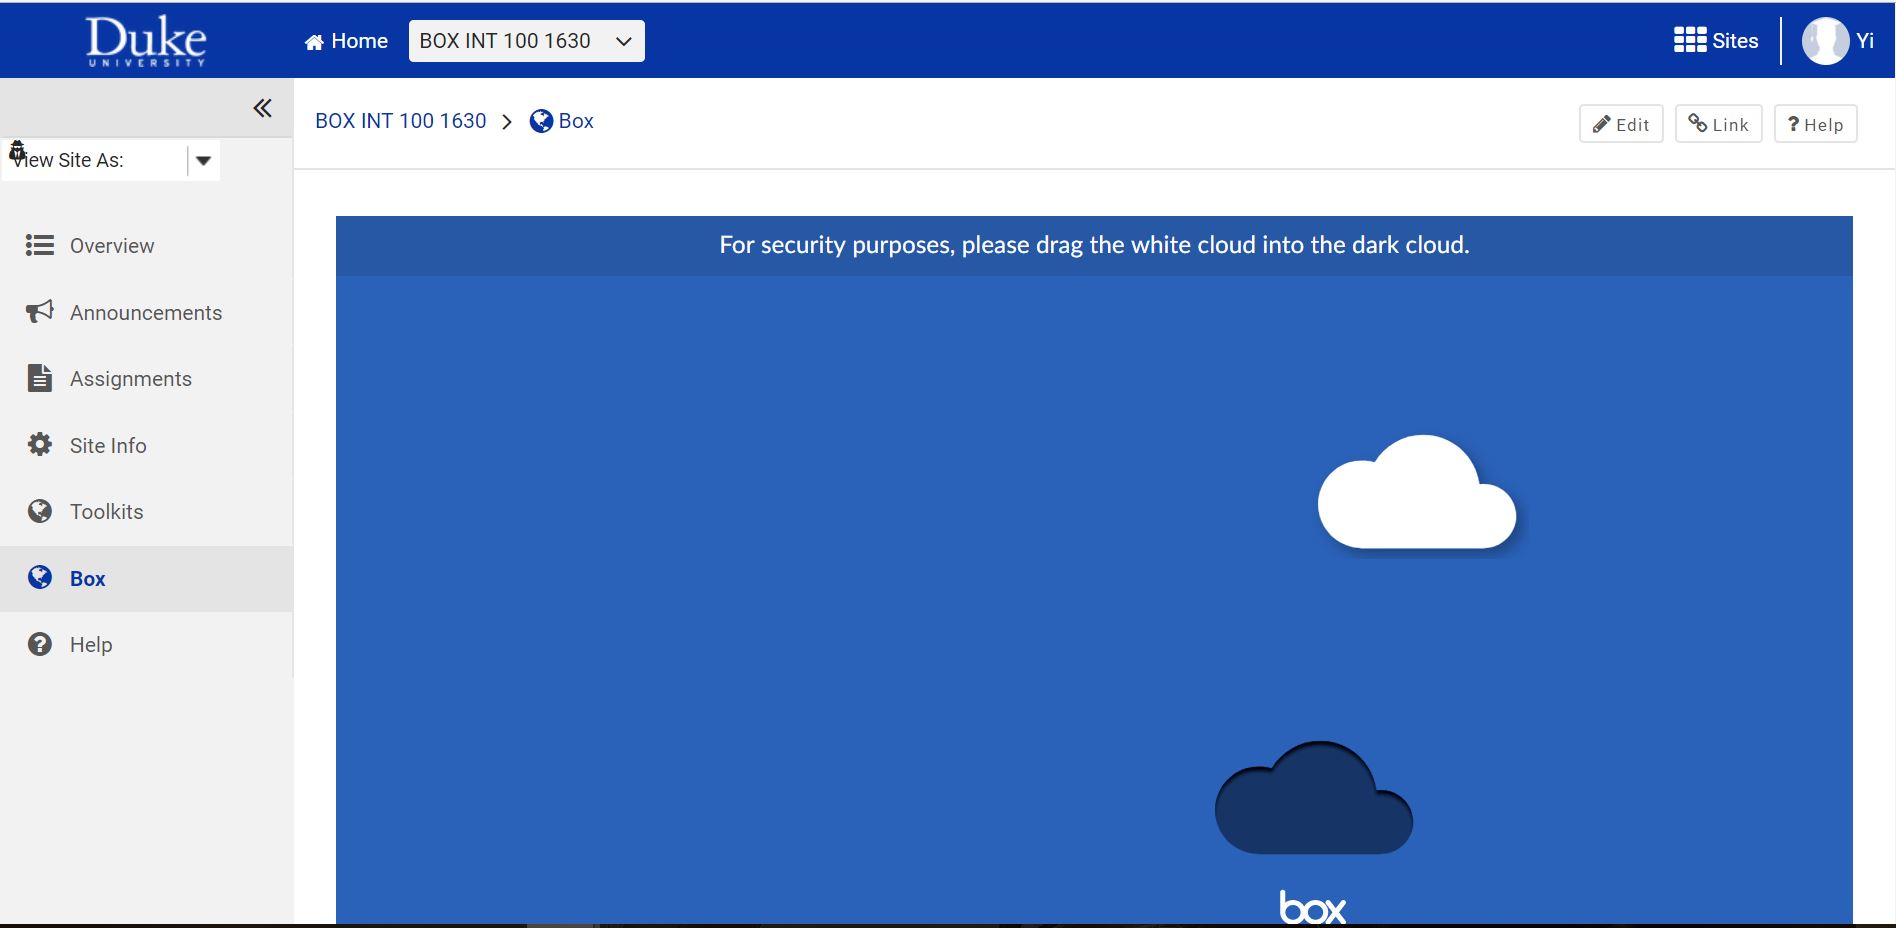 Duke
UNIVERSITY
Home
BOX INT 100 1630
Sites
Yi
BOX INT 100 1630 > Box
Edit
Link
? Help
View Site As:
Overview
Announcements
Assignments
Site Info
Toolkits
Box
Help
For security purposes, please drag the white cloud into the dark cloud.
box